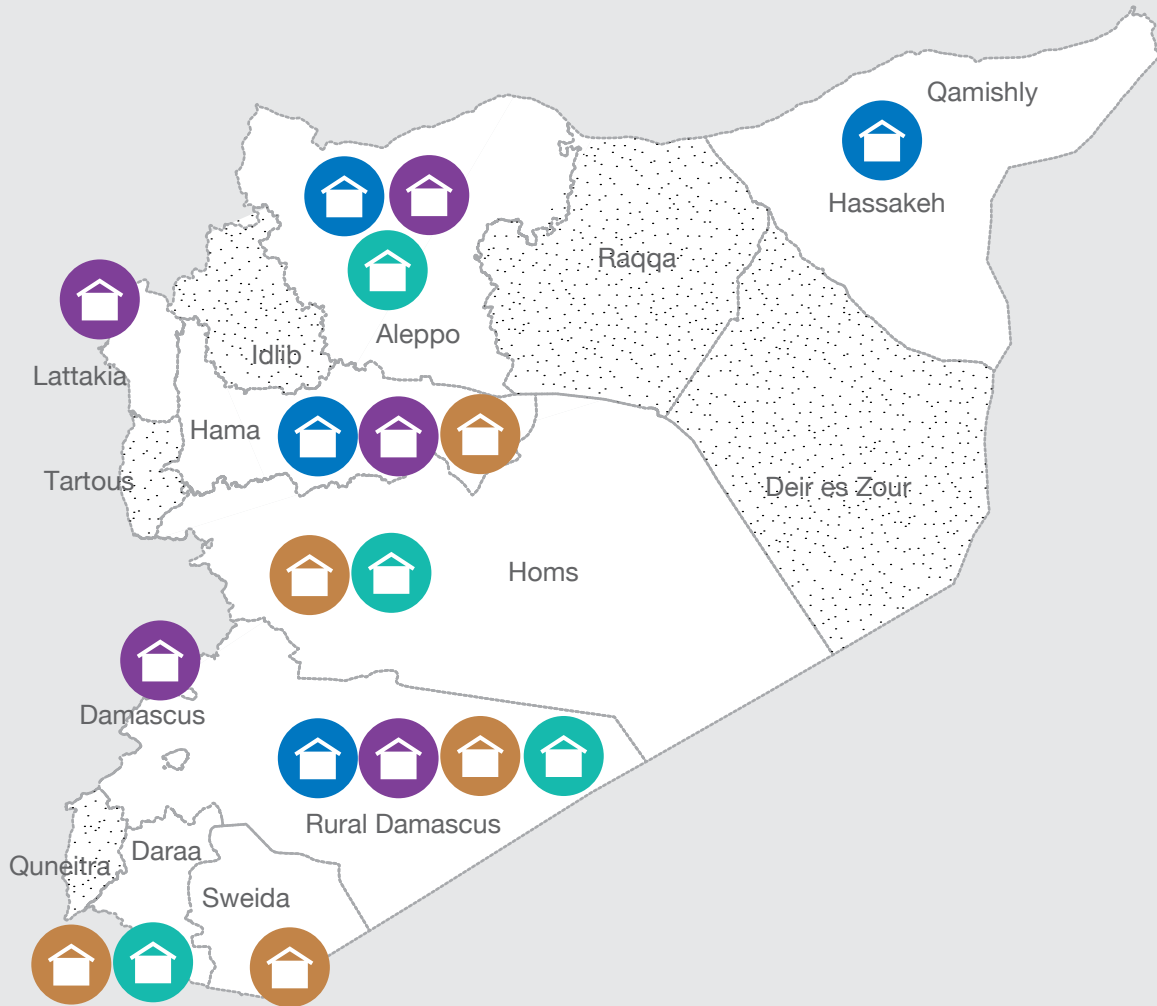 Qamishly
Hassakeh
Raqqa
Aleppo
Idlib
Lattakia
Hama
Tartous
Deir es Zour
Homs
Damascus
Rural Damascus
Daraa
Quneitra
Sweida